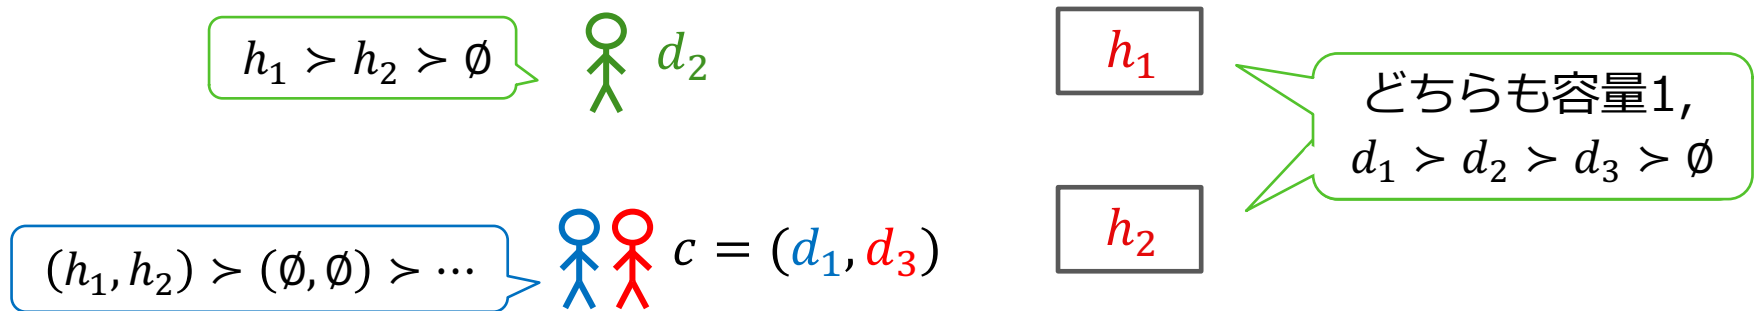 h₁ ≻ h₂ ≻ ∅
d₂
h₁
どちらも容量1,
d₁ ≻ d₂ ≻ d₃ ≻ ∅
(h₁, h₂) ≻ (∅, ∅) ≻ ⋯
c = (d₁, d₃)
h₂